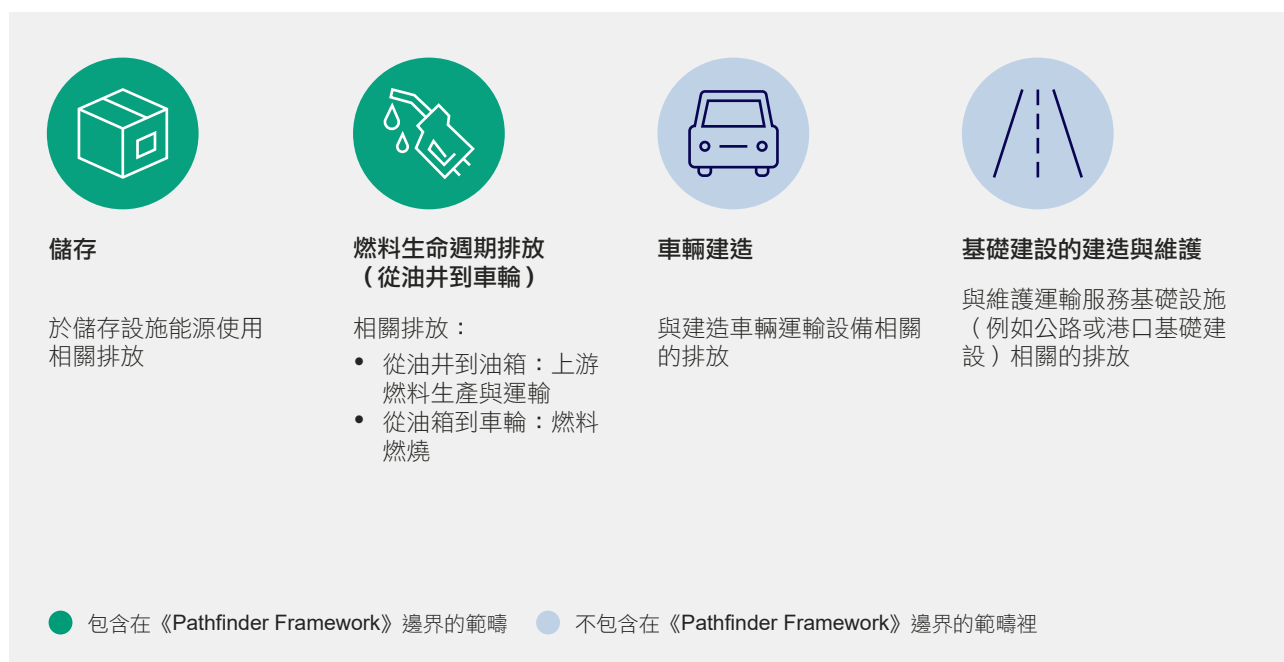 儲存
於儲存設施能源使用
相關排放
燃料生命週期排放
（從油井到車輪）
相關排放：
• 從油井到油箱：上游
燃料生產與運輸
• 從油箱到車輪：燃料
燃燒
車輛建造
與建造車輛運輸設備相關
的排放
基礎建設的建造與維護
與維護運輸服務基礎設施
（例如公路或港口基礎建
設）相關的排放
包含在《Pathfinder Framework》邊界的範疇
不包含在《Pathfinder Framework》邊界的範疇裡